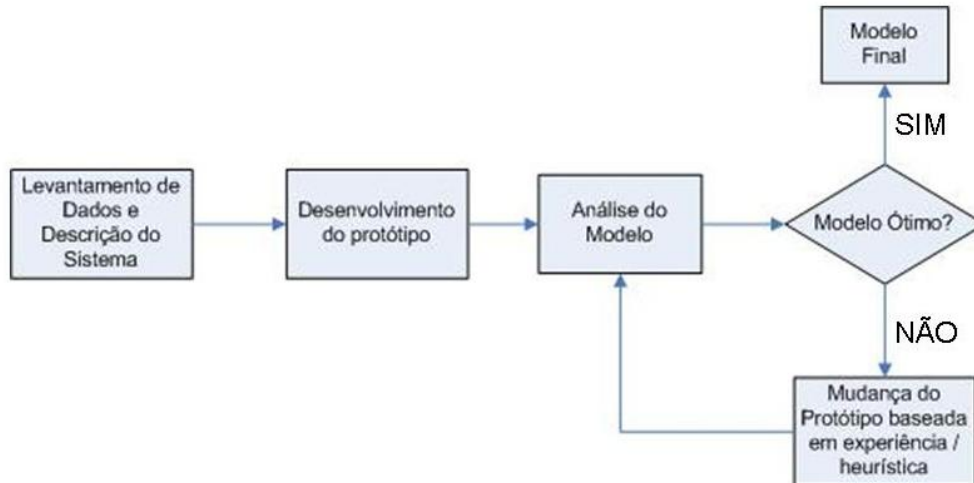 Levantamento de
Dados e
Descrição do
Sistema
Desenvolvimento
do protótipo
Análise do
Modelo
Modelo Ótimo?
SIM
Modelo
Final
NÃO
Mudança do
Protótipo baseada
em experiência /
heurística